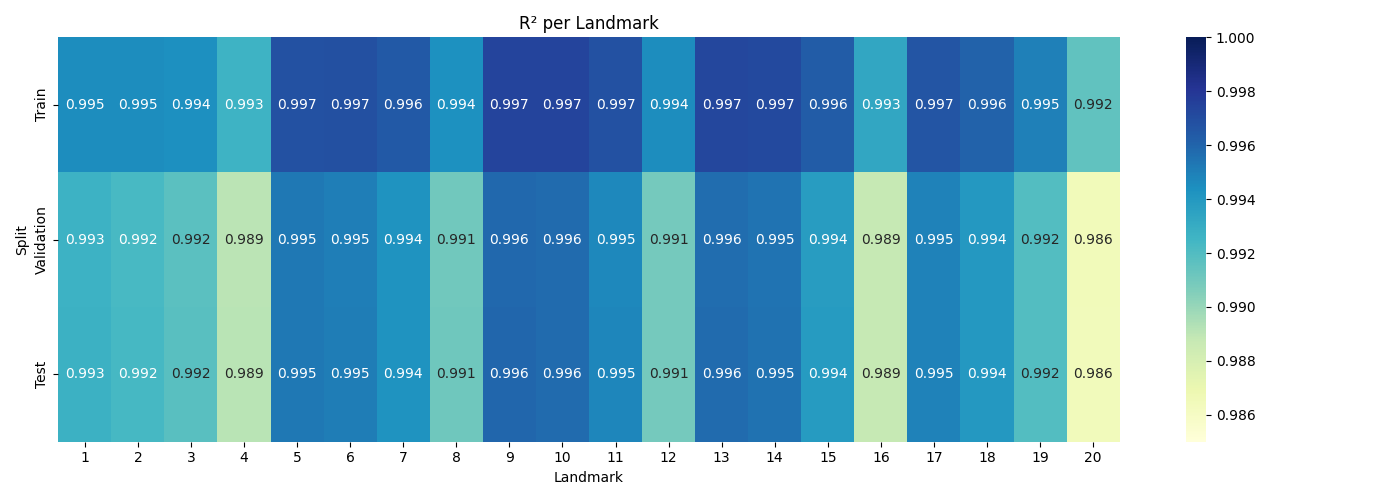 R² per Landmark
Train 0.995 0.995 0.994 0.993 0.997 0.997 0.996 0.994 0.997 0.997 0.997 0.994 0.997 0.997 0.996 0.993 0.997 0.996 0.995 0.992
Split
Validation 0.993 0.992 0.992 0.989 0.995 0.995 0.994 0.991 0.996 0.996 0.995 0.991 0.996 0.995 0.994 0.989 0.995 0.994 0.992 0.986
Test 0.993 0.992 0.992 0.989 0.995 0.995 0.994 0.991 0.996 0.996 0.995 0.991 0.996 0.995 0.994 0.989 0.995 0.994 0.992 0.986
1 2 3 4 5 6 7 8 9 10 11 12 13 14 15 16 17 18 19 20
Landmark
1.000
0.998
0.996
0.994
0.992
0.990
0.988
0.986